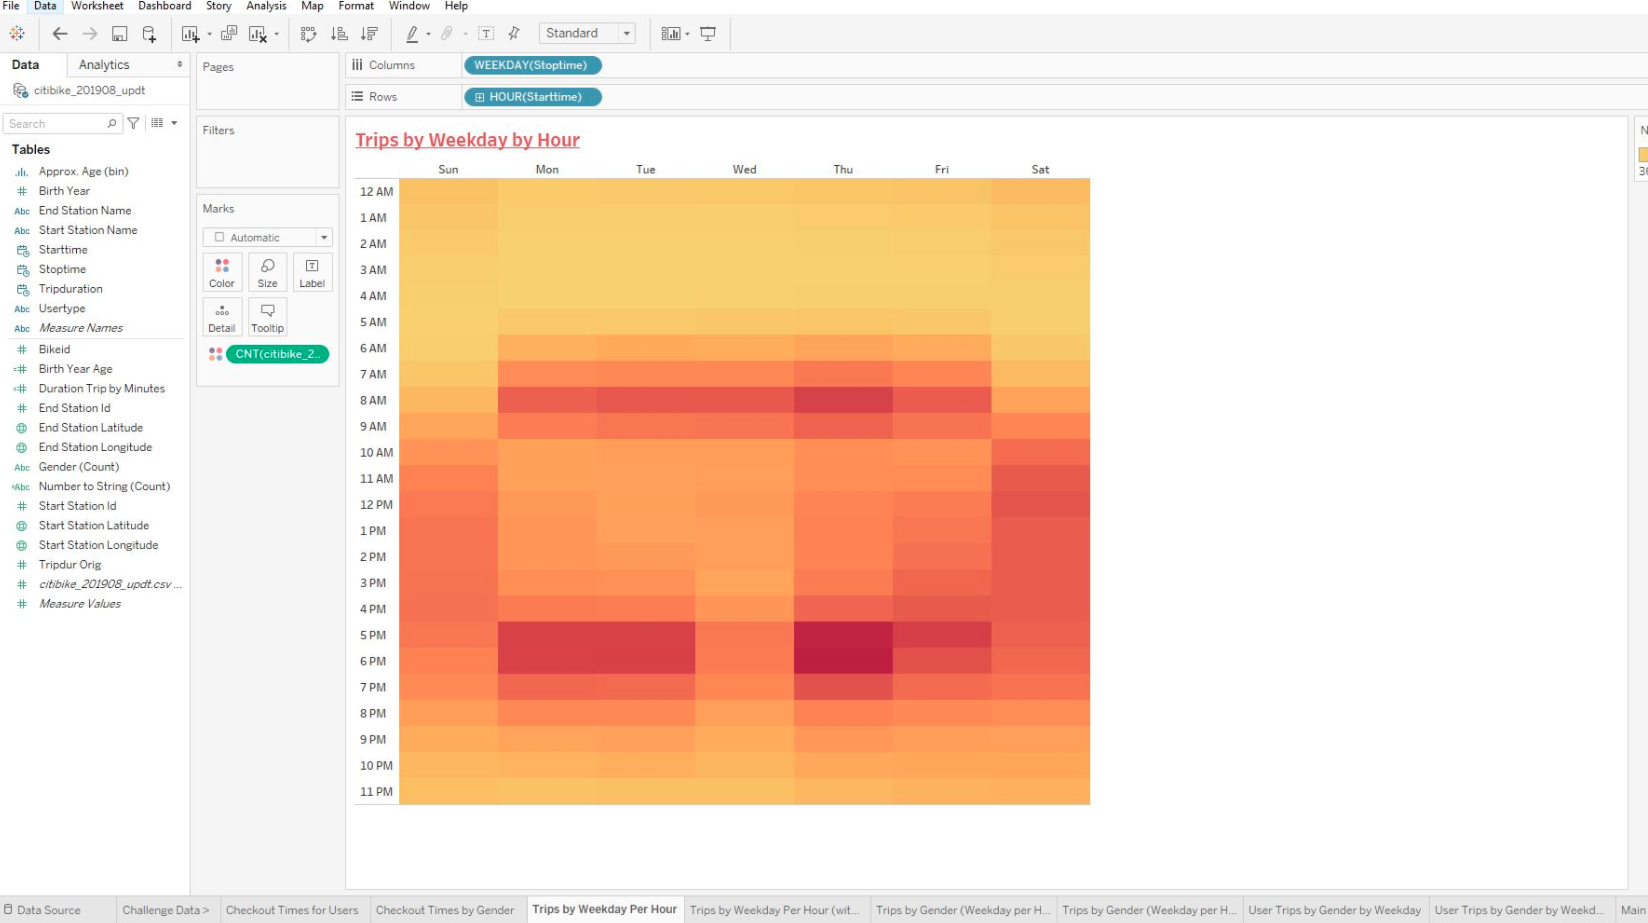 File Data Worksheet Dashboard Story Analysis Map Format Window Help
Standard
Data Analytics
citibike_201908_updt
Search
Tables
Approx. Age (bin)
Birth Year
Abc End Station Name
Abc Start Station Name
Starttime
Stoptime
Tripduration
Abc Usertype
Abc Measure Names
Bikeid
Birth Year Age
Duration Trip by Minutes
End Station Id
End Station Latitude
End Station Longitude
Abc Gender (Count)
Abc Number to String (Count)
Start Station Id
Start Station Latitude
Start Station Longitude
Tripdur Orig
citibike_201908_updt.csv ...
Measure Values
Pages
Filters
Marks
Automatic
Color Size Label
Detail Tooltip
CNT(citibike_2..
Columns WEEKDAY(Stoptime)
Rows HOUR(Starttime)
Trips by Weekday by Hour
Sun Mon Tue Wed Thu Fri Sat
12 AM
1 AM
2 AM
3 AM
4 AM
5 AM
6 AM
7 AM
8 AM
9 AM
10 AM
11 AM
12 PM
1 PM
2 PM
3 PM
4 PM
5 PM
6 PM
7 PM
8 PM
9 PM
10 PM
11 PM
Data Source Challenge Data > Checkout Times for Users Checkout Times by Gender Trips by Weekday Per Hour Trips by Weekday Per Hour (wit... Trips by Gender (Weekday per H... Trips by Gender (Weekday per H... User Trips by Gender by Weekday User Trips by Gender by Weekd... Main